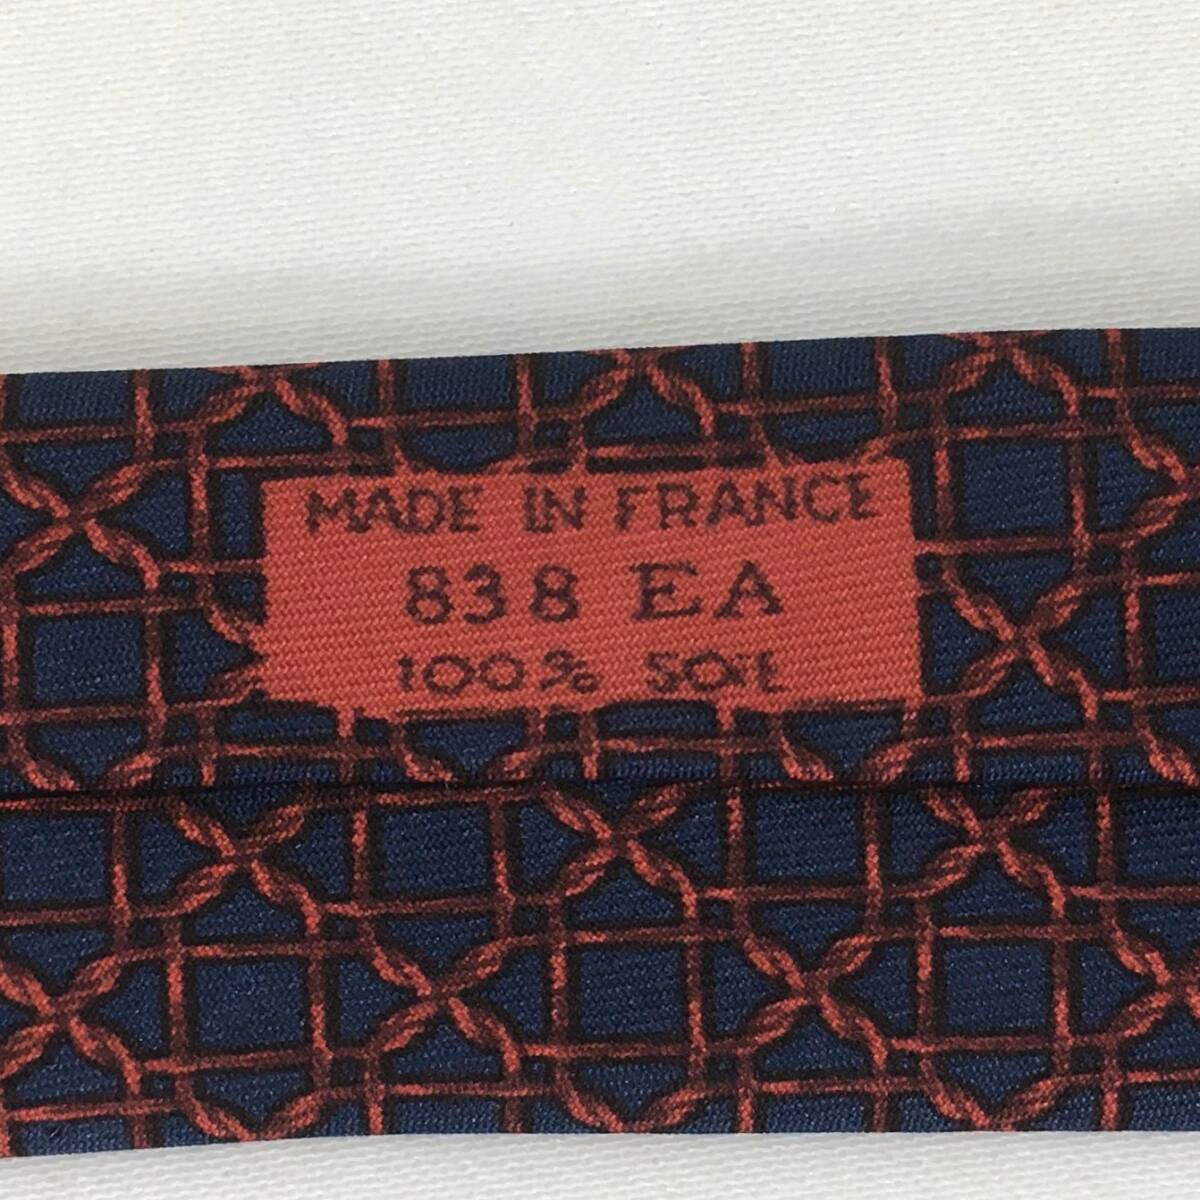 MADE IN FRANCE
838 EA
100% SOIE